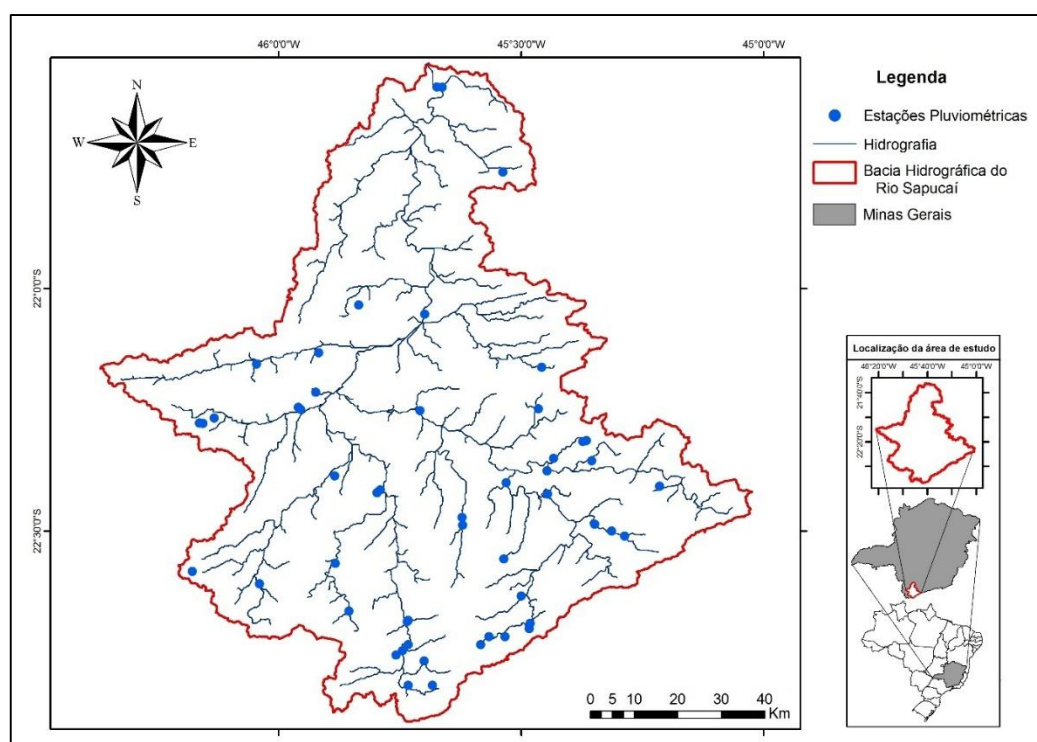 46°0'0"W 45°30'0"W 45°0'0"W
N
W E
S
22°0'0"S
22°30'0"S
Legenda
Estações Pluviométricas
Hidrografia
Bacia Hidrográfica do
Rio Sapucaí
Minas Gerais
Localização da área de estudo
46°20'0"W 45°40'0"W 45°0'0"W
21°40'0"S
22°20'0"S
0 5 10 20 30 40
Km